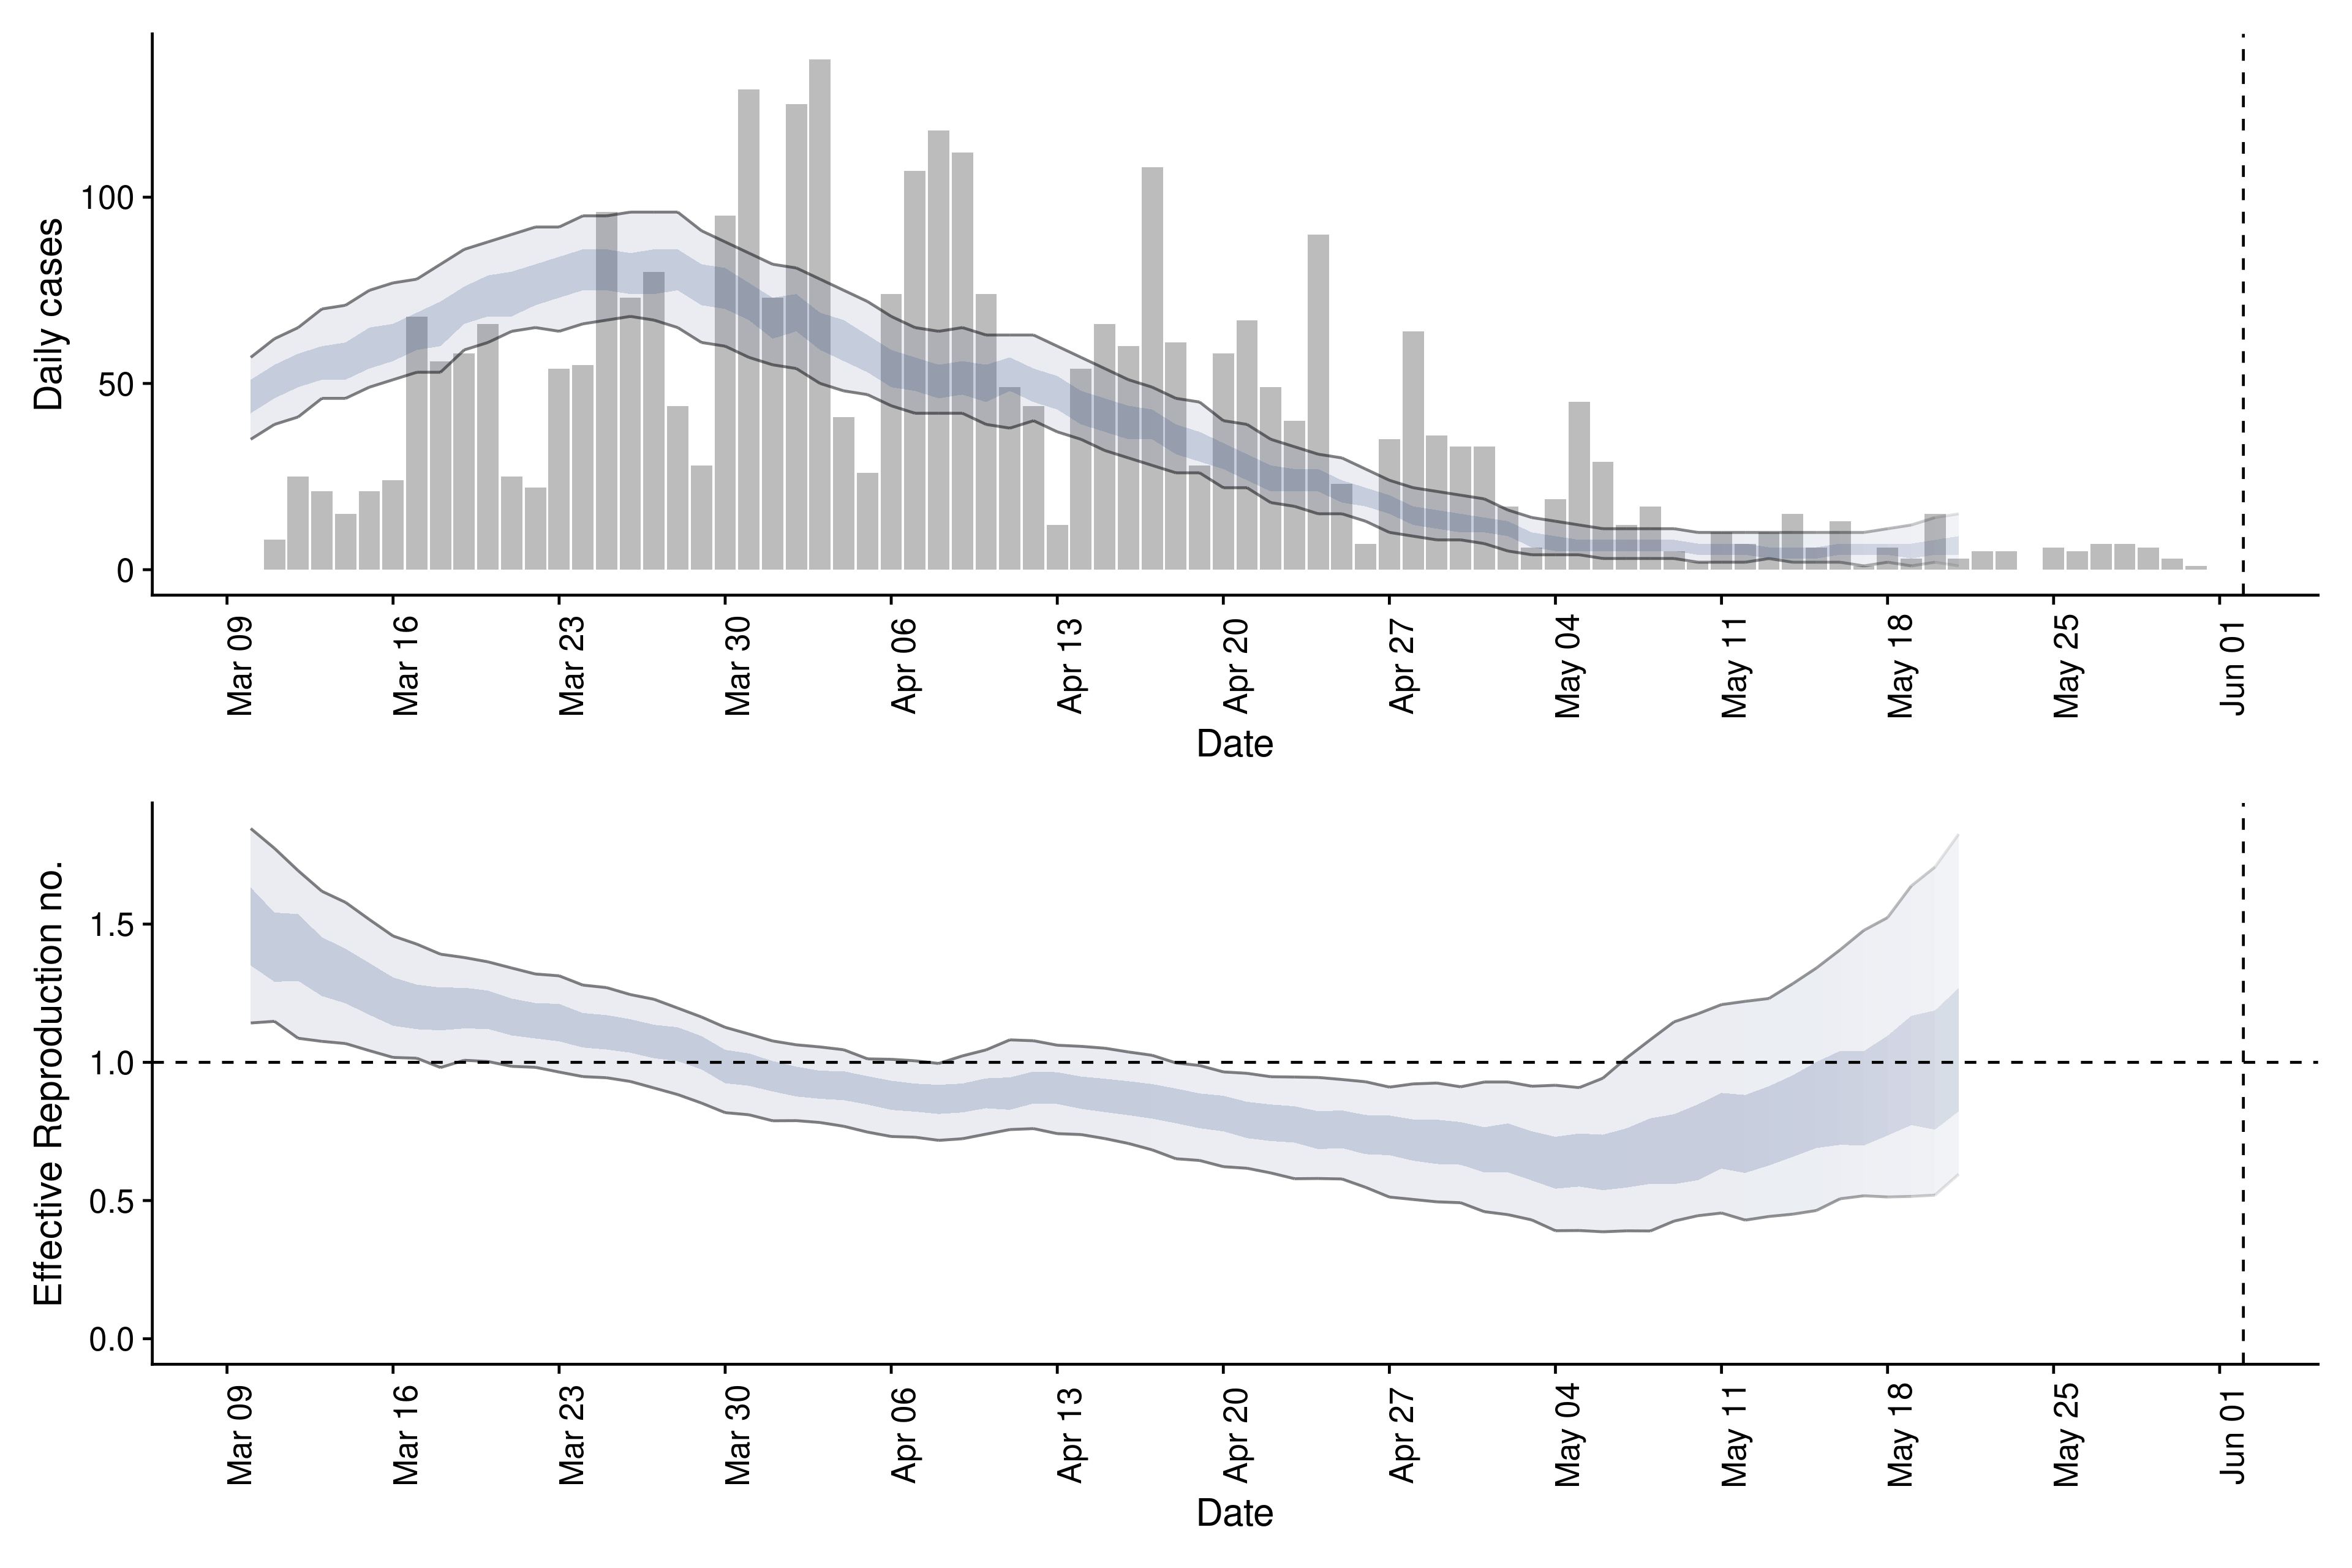 Daily cases
100
50
0
Mar 09
Mar 16
Mar 23
Mar 30
Apr 06
Apr 13
Apr 20
Apr 27
May 04
May 11
May 18
May 25
Jun 01
Date
Effective Reproduction no.
1.5
1.0
0.5
0.0
Mar 09
Mar 16
Mar 23
Mar 30
Apr 06
Apr 13
Apr 20
Apr 27
May 04
May 11
May 18
May 25
Jun 01
Date